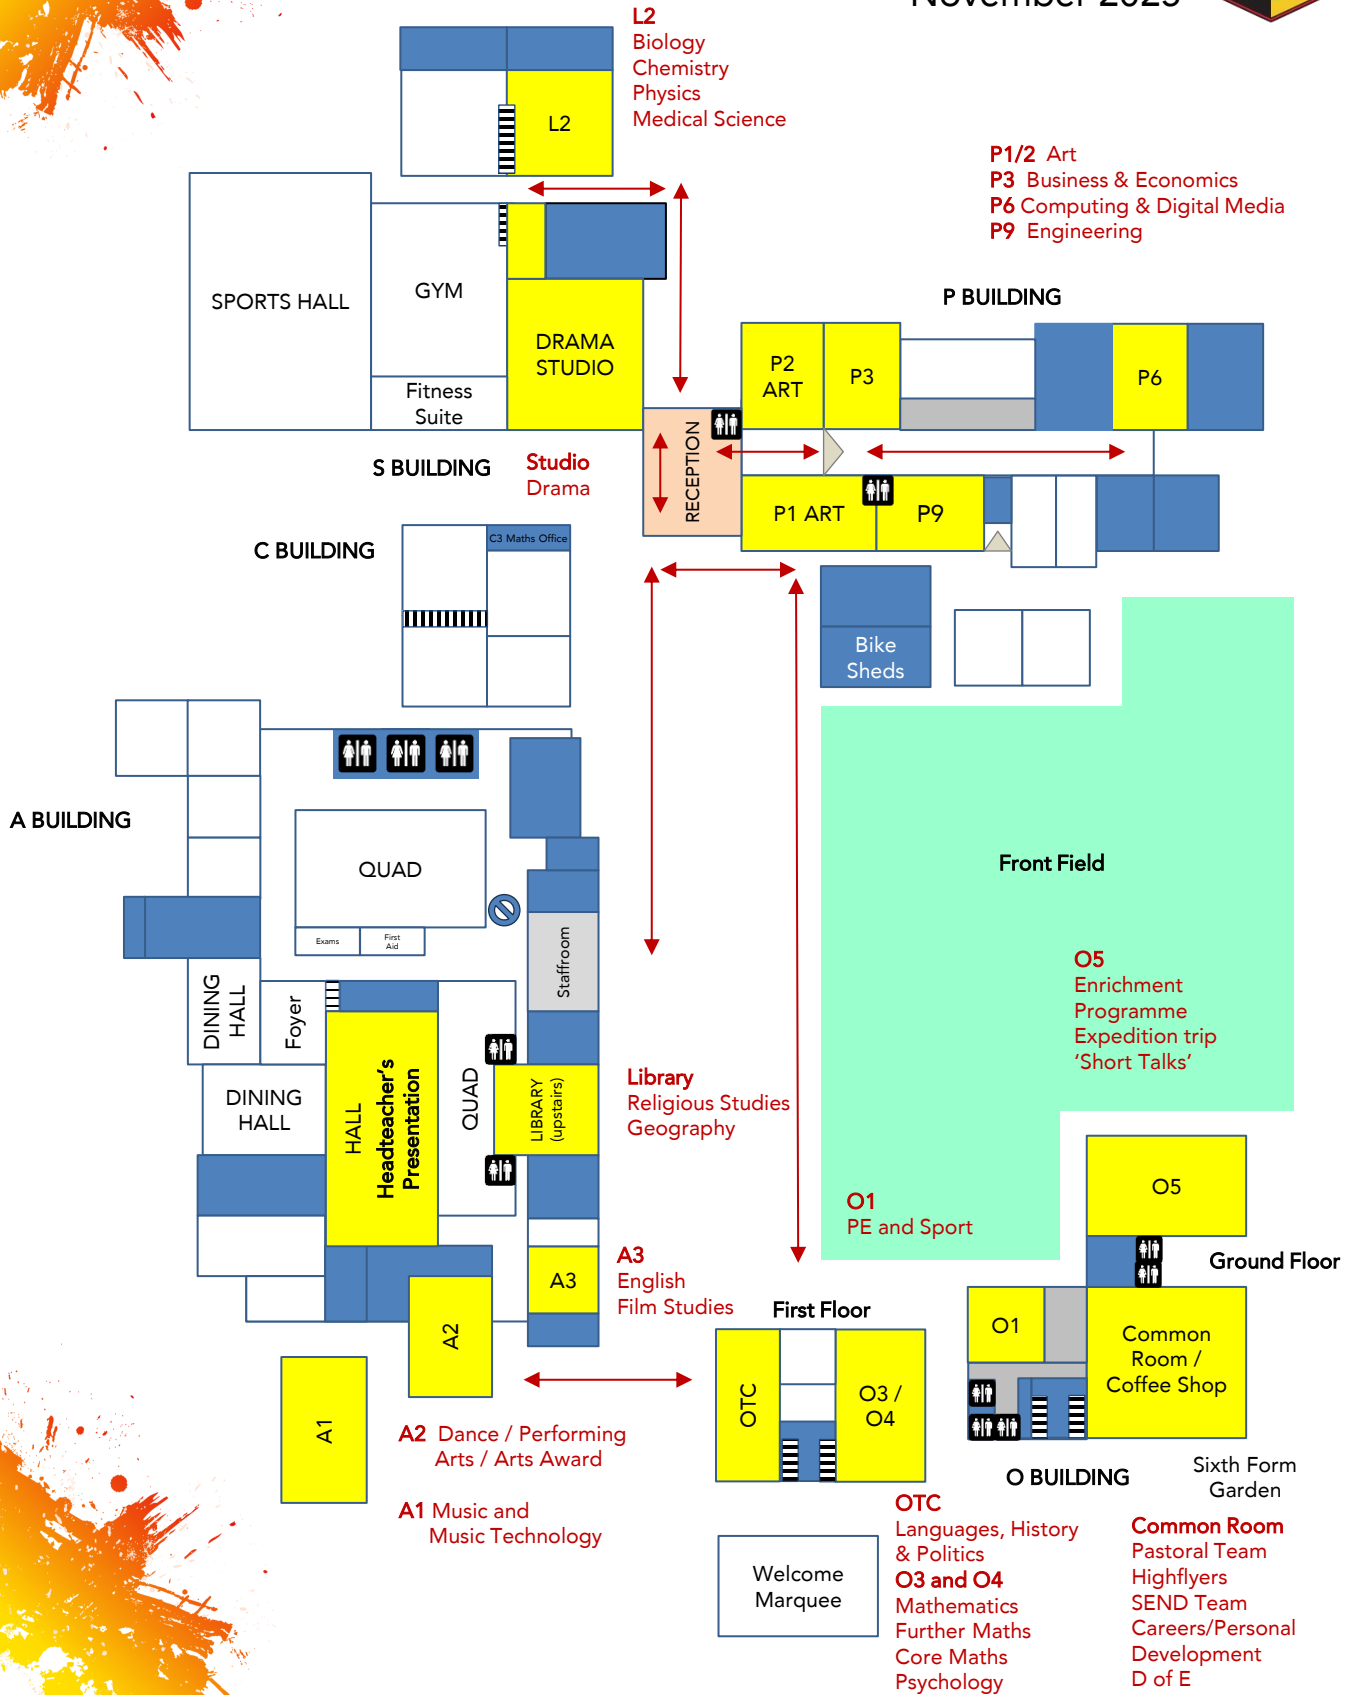 November 2025
L2
Biology
Chemistry
Physics
Medical Science
L2
P1/2 Art
P3 Business & Economics
P6 Computing & Digital Media
P9 Engineering
SPORTS HALL
GYM
DRAMA
STUDIO
Fitness
Suite
P BUILDING
P2
ART
P3
P6
S BUILDING
Studio
Drama
RECEPTION
P1 ART
P9
C BUILDING
C3 Maths Office
Bike
Sheds
A BUILDING
QUAD
Exams
First
Aid
Staffroom
Front Field
DINING
HALL
Foyer
DINING
HALL
HALL
Headteacher's
Presentation
QUAD
LIBRARY
(upstairs)
Library
Religious Studies
Geography
O5
Enrichment
Programme
Expedition trip
‘Short Talks’
O1
PE and Sport
O5
Ground Floor
A3
A3
English
Film Studies
First Floor
O1
Common
Room /
Coffee Shop
A2
A1
OTC
O3 /
O4
A2 Dance / Performing
Arts / Arts Award
A1 Music and
Music Technology
O BUILDING
Sixth Form
Garden
Welcome
Marquee
OTC
Languages, History
& Politics
O3 and O4
Mathematics
Further Maths
Core Maths
Psychology
Common Room
Pastoral Team
Highflyers
SEND Team
Careers/Personal
Development
D of E